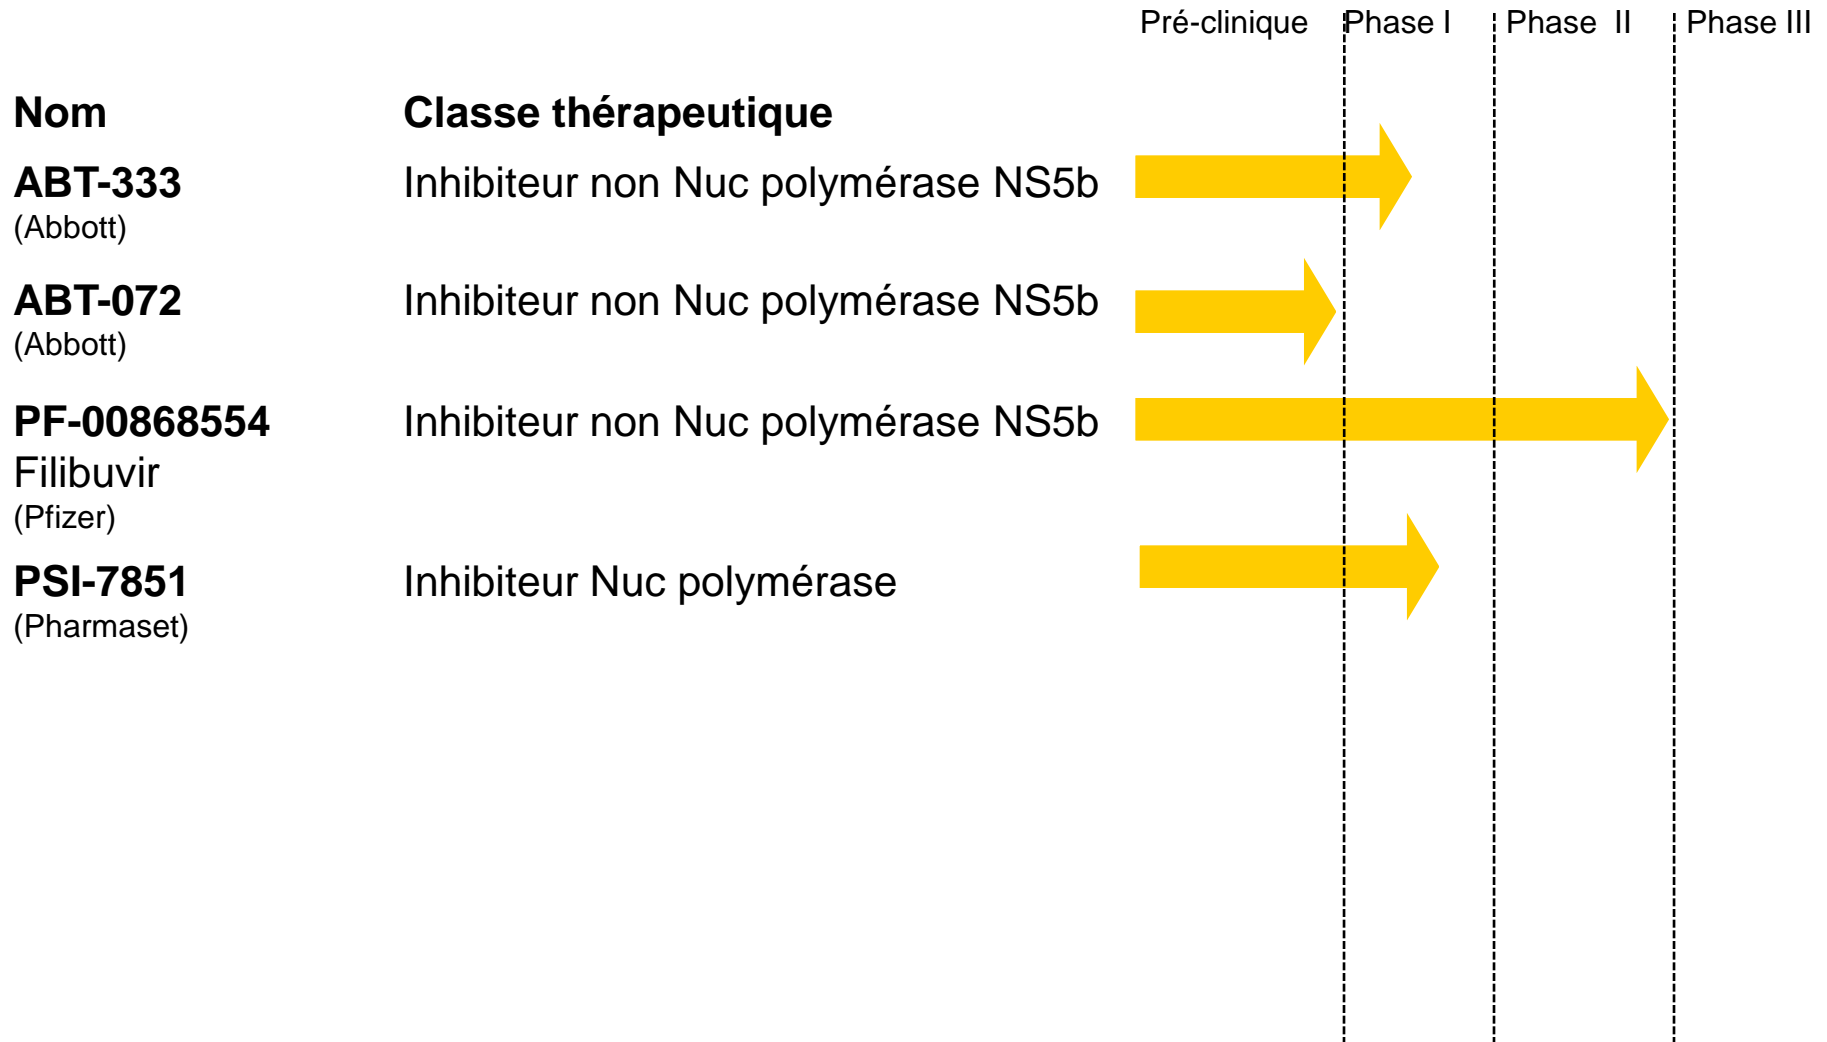 Pré-clinique Phase I Phase II Phase III
Nom Classe thérapeutique
ABT-333 Inhibiteur non Nuc polymérase NS5b
(Abbott)
ABT-072 Inhibiteur non Nuc polymérase NS5b
(Abbott)
PF-00868554 Inhibiteur non Nuc polymérase NS5b
Filibuvir
(Pfizer)
PSI-7851 Inhibiteur Nuc polymérase
(Pharmaset)